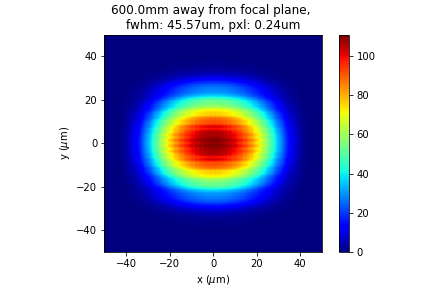 600.0mm away from focal plane,
fwhm: 45.57um, pxl: 0.24um
40
20
0
−20
−40
y (μm)
−40 −20 0 20 40
x (μm)
100
80
60
40
20
0